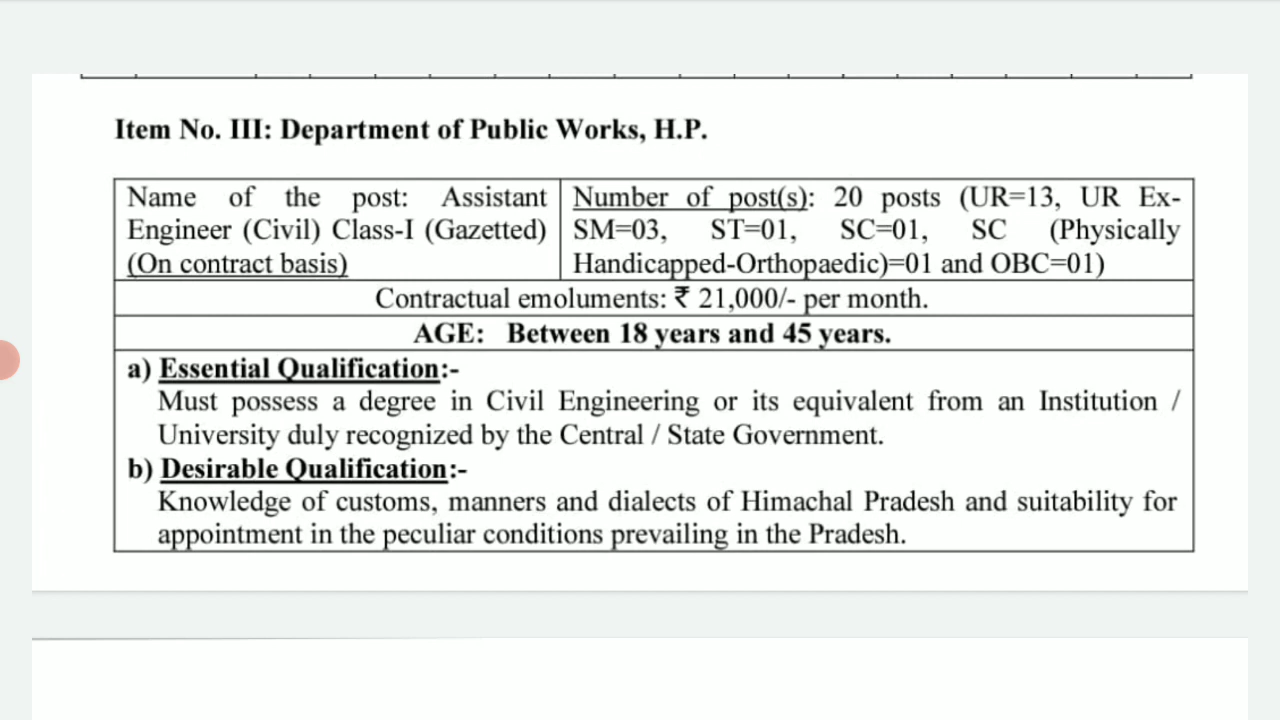 Item No. III: Department of Public Works, H.P.
Name of the post: Assistant
Engineer (Civil) Class-I (Gazetted)
(On contract basis)
Number of post(s): 20 posts (UR=13, UR Ex-
SM=03, ST=01, SC=01, SC (Physically
Handicapped-Orthopaedic)=01 and OBC=01)
Contractual emoluments: ₹ 21,000/- per month.
AGE: Between 18 years and 45 years.
a) Essential Qualification:-
Must possess a degree in Civil Engineering or its equivalent from an Institution /
University duly recognized by the Central / State Government.
b) Desirable Qualification:-
Knowledge of customs, manners and dialects of Himachal Pradesh and suitability for
appointment in the peculiar conditions prevailing in the Pradesh.